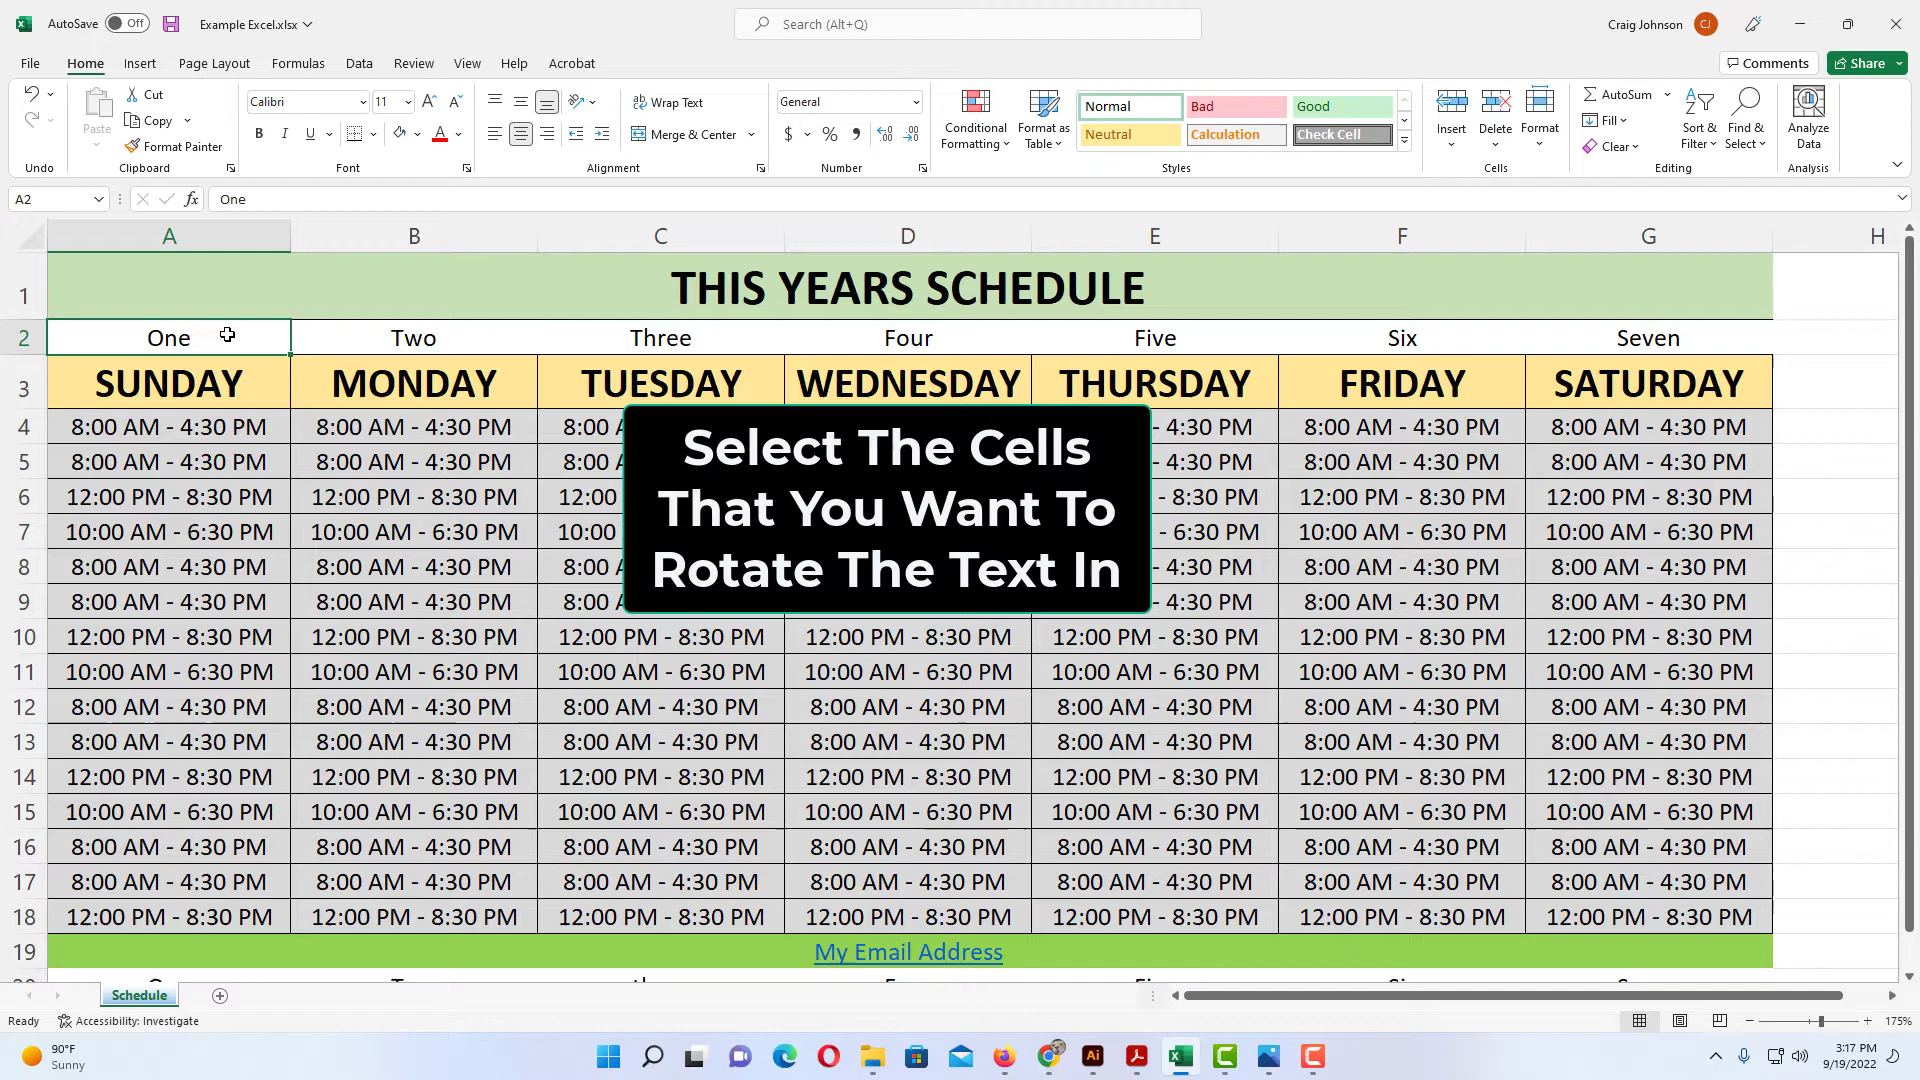 AutoSave Off Example Excel.xlsx Search (Alt+Q) Craig Johnson CJ
File Home Insert Page Layout Formulas Data Review View Help Acrobat Comments Share
Paste Cut Copy Format Painter
Calibri 11 B I U A
Wrap Text Merge & Center
General $ % 9
Conditional Formatting Format as Table
Normal Bad Good
Neutral Calculation Check Cell
Insert Delete Format
AutoSum Fill Clear
Sort & Filter Find & Select Analyze Data
Undo Clipboard Font Alignment Number Styles Cells Editing Analysis
A2 fx One
A B C D E F G H
1 THIS YEARS SCHEDULE
2 One Two Three Four Five Six Seven
3 SUNDAY MONDAY TUESDAY WEDNESDAY THURSDAY FRIDAY SATURDAY
4 8:00 AM - 4:30 PM 8:00 AM - 4:30 PM 8:00 - 4:30 PM 8:00 AM - 4:30 PM 8:00 AM - 4:30 PM
5 8:00 AM - 4:30 PM 8:00 AM - 4:30 PM 8:00 - 4:30 PM 8:00 AM - 4:30 PM 8:00 AM - 4:30 PM
6 12:00 PM - 8:30 PM 12:00 PM - 8:30 PM 12:00 - 8:30 PM 12:00 PM - 8:30 PM 12:00 PM - 8:30 PM
7 10:00 AM - 6:30 PM 10:00 AM - 6:30 PM 10:00 - 6:30 PM 10:00 AM - 6:30 PM 10:00 AM - 6:30 PM
8 8:00 AM - 4:30 PM 8:00 AM - 4:30 PM 8:00 - 4:30 PM 8:00 AM - 4:30 PM 8:00 AM - 4:30 PM
9 8:00 AM - 4:30 PM 8:00 AM - 4:30 PM 8:00 - 4:30 PM 8:00 AM - 4:30 PM 8:00 AM - 4:30 PM
Select The Cells
That You Want To
Rotate The Text In
10 12:00 PM - 8:30 PM 12:00 PM - 8:30 PM 12:00 PM - 8:30 PM 12:00 PM - 8:30 PM 12:00 PM - 8:30 PM 12:00 PM - 8:30 PM 12:00 PM - 8:30 PM
11 10:00 AM - 6:30 PM 10:00 AM - 6:30 PM 10:00 AM - 6:30 PM 10:00 AM - 6:30 PM 10:00 AM - 6:30 PM 10:00 AM - 6:30 PM 10:00 AM - 6:30 PM
12 8:00 AM - 4:30 PM 8:00 AM - 4:30 PM 8:00 AM - 4:30 PM 8:00 AM - 4:30 PM 8:00 AM - 4:30 PM 8:00 AM - 4:30 PM 8:00 AM - 4:30 PM
13 8:00 AM - 4:30 PM 8:00 AM - 4:30 PM 8:00 AM - 4:30 PM 8:00 AM - 4:30 PM 8:00 AM - 4:30 PM 8:00 AM - 4:30 PM 8:00 AM - 4:30 PM
14 12:00 PM - 8:30 PM 12:00 PM - 8:30 PM 12:00 PM - 8:30 PM 12:00 PM - 8:30 PM 12:00 PM - 8:30 PM 12:00 PM - 8:30 PM 12:00 PM - 8:30 PM
15 10:00 AM - 6:30 PM 10:00 AM - 6:30 PM 10:00 AM - 6:30 PM 10:00 AM - 6:30 PM 10:00 AM - 6:30 PM 10:00 AM - 6:30 PM 10:00 AM - 6:30 PM
16 8:00 AM - 4:30 PM 8:00 AM - 4:30 PM 8:00 AM - 4:30 PM 8:00 AM - 4:30 PM 8:00 AM - 4:30 PM 8:00 AM - 4:30 PM 8:00 AM - 4:30 PM
17 8:00 AM - 4:30 PM 8:00 AM - 4:30 PM 8:00 AM - 4:30 PM 8:00 AM - 4:30 PM 8:00 AM - 4:30 PM 8:00 AM - 4:30 PM 8:00 AM - 4:30 PM
18 12:00 PM - 8:30 PM 12:00 PM - 8:30 PM 12:00 PM - 8:30 PM 12:00 PM - 8:30 PM 12:00 PM - 8:30 PM 12:00 PM - 8:30 PM 12:00 PM - 8:30 PM
19 My Email Address
Schedule
Ready Accessibility: Investigate 175%
90°F
Sunny
Ai
3:17 PM
9/19/2022